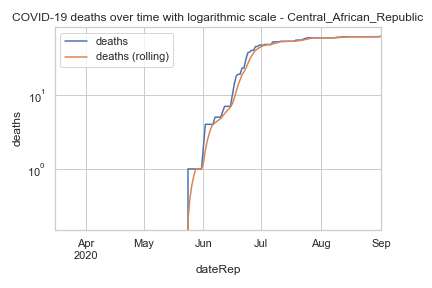 COVID-19 deaths over time with logarithmic scale - Central_African_Republic
deaths
deaths (rolling)
deaths
10¹
10⁰
Apr
2020
May
Jun
Jul
Aug
Sep
dateRep